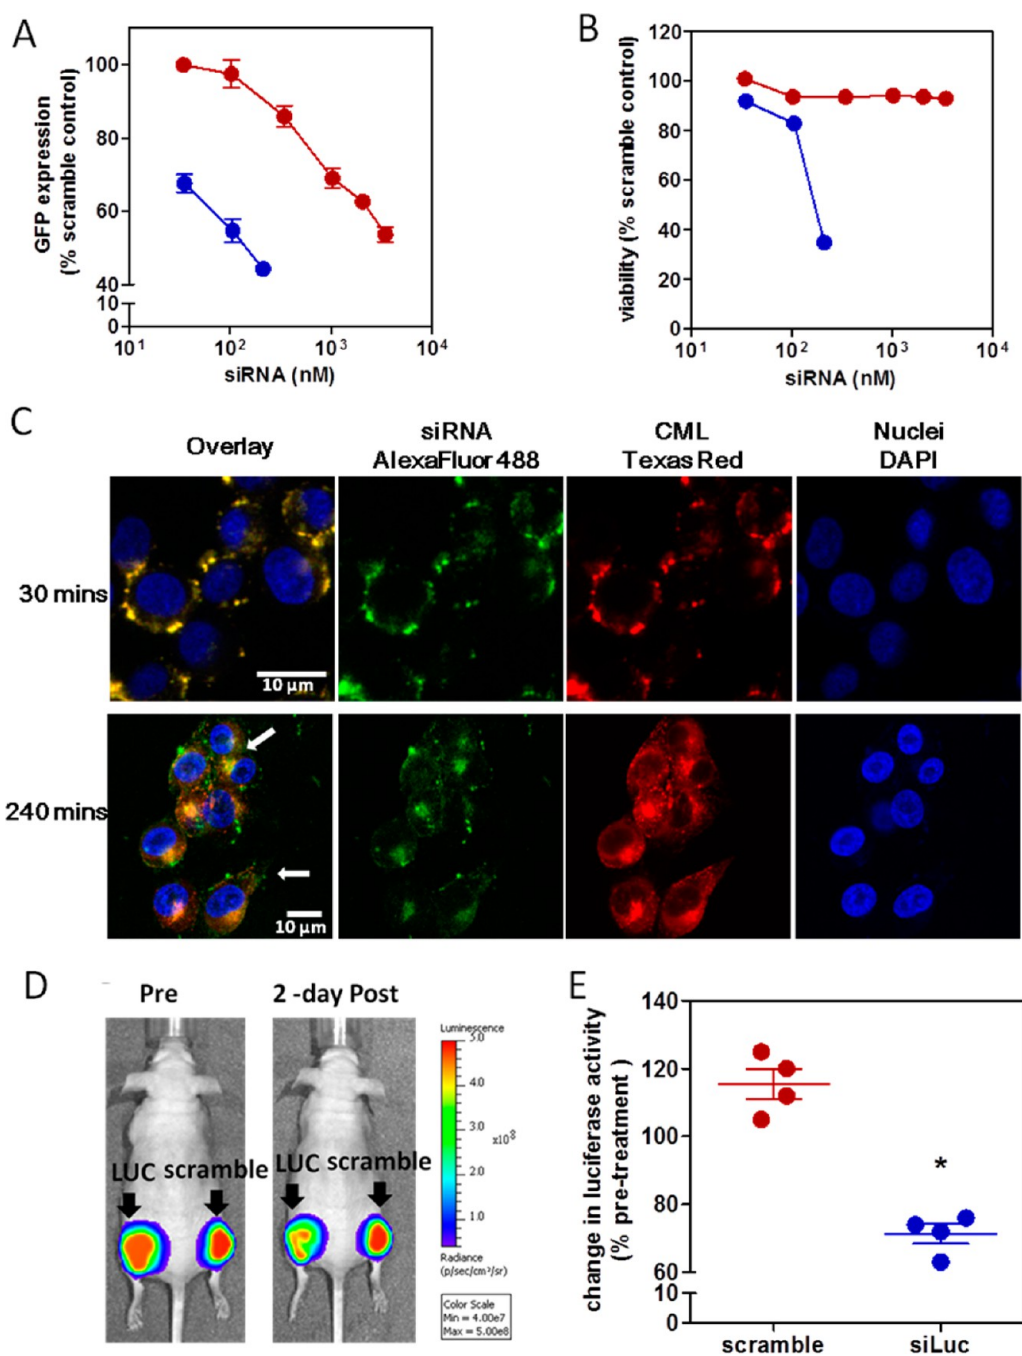 A
GFP expression
(% scramble control)
100
80
60
40
10
0
10¹ 10² 10³ 10⁴
siRNA (nM)
B
viability (% scramble control)
120
100
80
60
40
20
0
10¹ 10² 10³ 10⁴
siRNA (nM)
C
Overlay
siRNA
AlexaFluor 488
CML
Texas Red
Nuclei
DAPI
30 mins
10 µm
240 mins
10 µm
D
Pre
2 -day Post
LUC scramble
LUC scramble
Luminescence
5.0
4.0
3.0
x10⁸
2.0
1.0
Radiance
(p/sec/cm²/sr)
Color Scale
Min = 4.00e7
Max = 5.00e8
E
change in luciferase activity
(% pre-treatment)
140
120
100
80
60
10
0
*
scramble siLuc